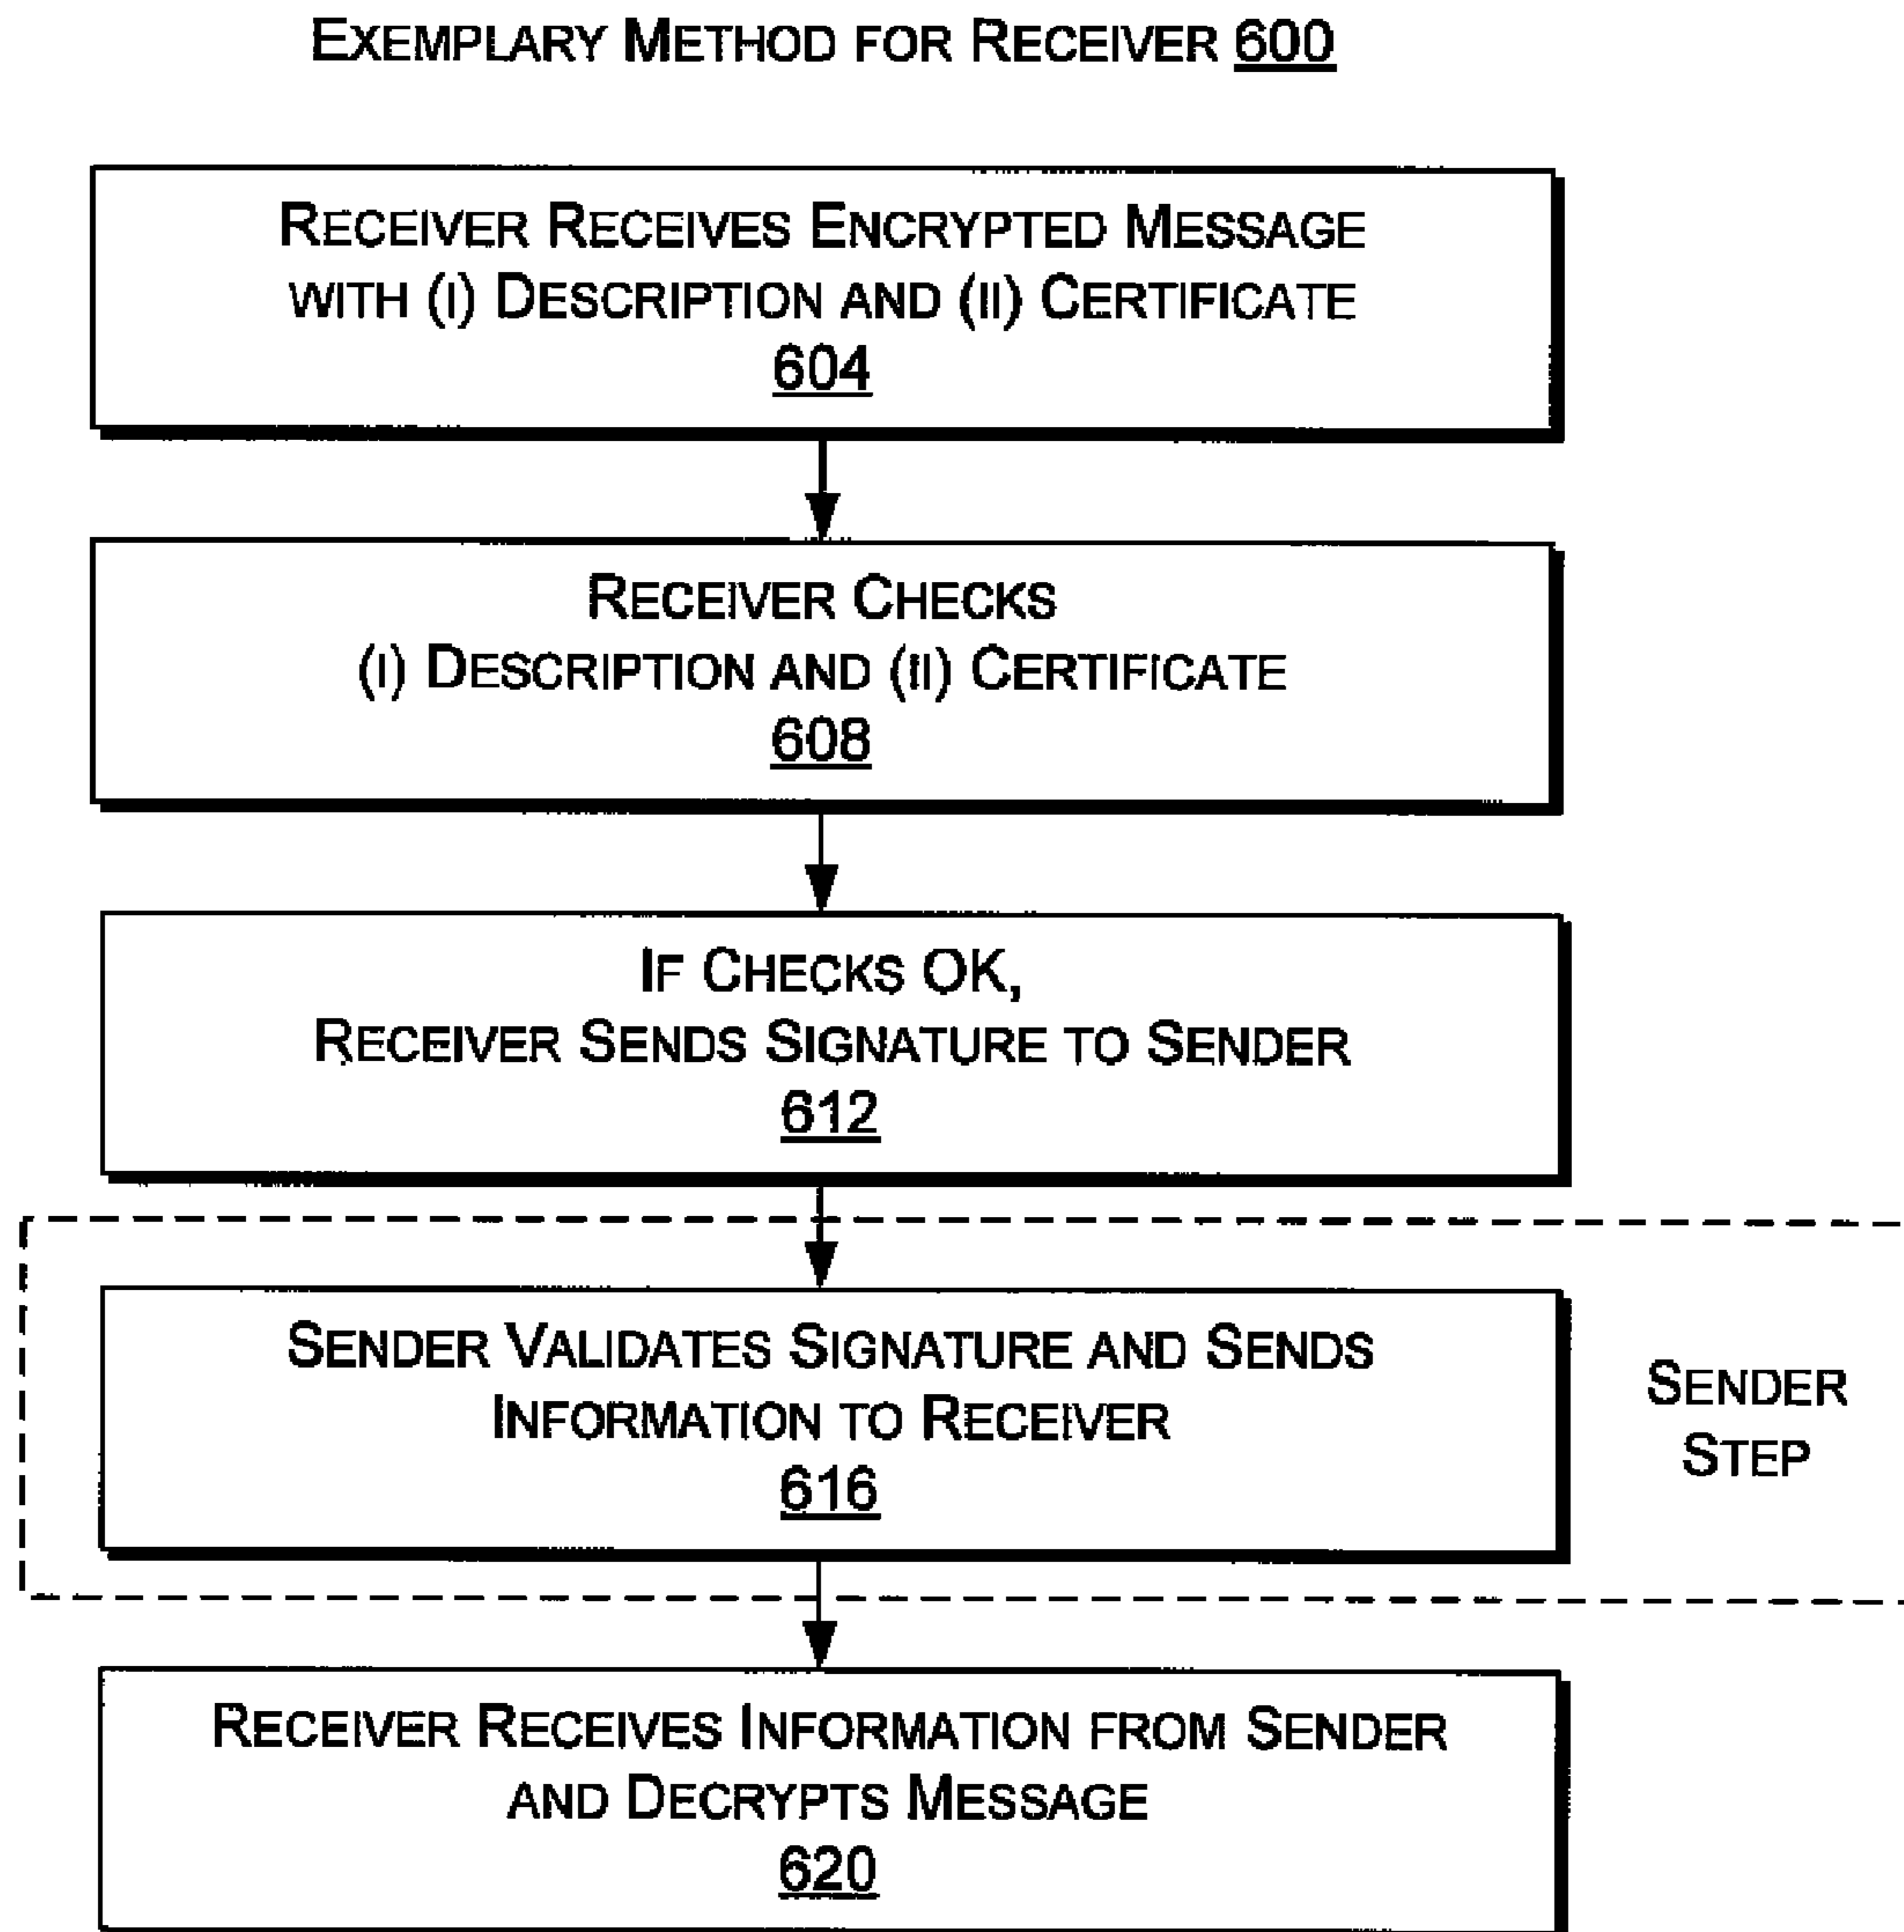 EXEMPLARY METHOD FOR RECEIVER 600
RECEIVER RECEIVES ENCRYPTED MESSAGE
WITH (I) DESCRIPTION AND (II) CERTIFICATE
604
RECEIVER CHECKS
(I) DESCRIPTION AND (II) CERTIFICATE
608
IF CHECKS OK,
RECEIVER SENDS SIGNATURE TO SENDER
612
SENDER VALIDATES SIGNATURE AND SENDS
INFORMATION TO RECEIVER
616
SENDER
STEP
RECEIVER RECEIVES INFORMATION FROM SENDER
AND DECRYPTS MESSAGE
620